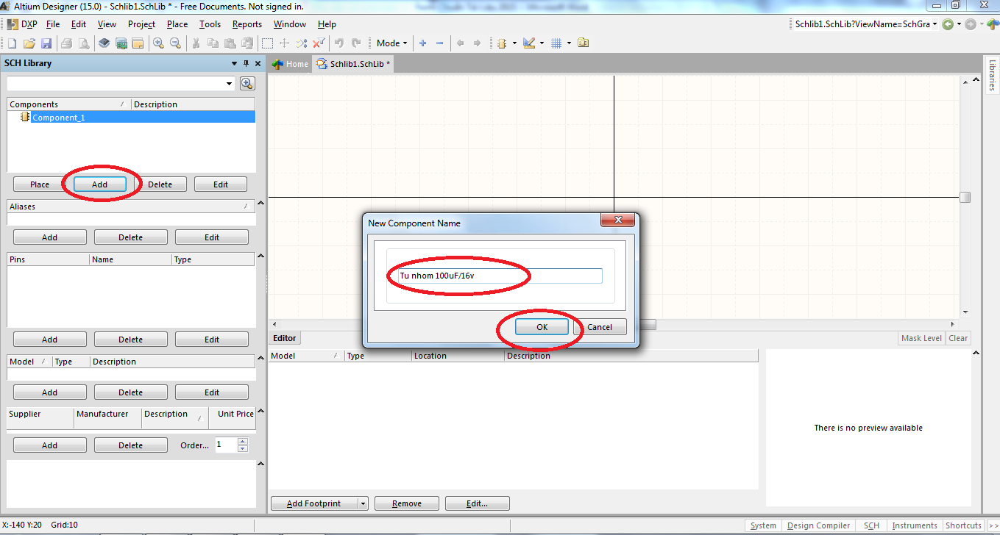 Altium Designer (15.0) - Schlib1.SchLib * - Free Documents. Not signed in.
DXP File Edit View Project Place Tools Reports Window Help
Schlib1.SchLib?ViewName=SchGra
Mode
SCH Library
Home Schlib1.SchLib *
Libraries
Components Description
Component_1
Place Add Delete Edit
Aliases
Add Delete Edit
Pins Name Type
Add Delete Edit
Model Type Description
Add Delete Edit
Supplier Manufacturer Description Unit Price
Add Delete Order... 1
New Component Name
Tu nhom 100uF/16v
OK Cancel
Editor Mask Level Clear
Model Type Location Description
There is no preview available
Add Footprint Remove Edit...
X:-140 Y:20 Grid:10
System Design Compiler SCH Instruments Shortcuts >>